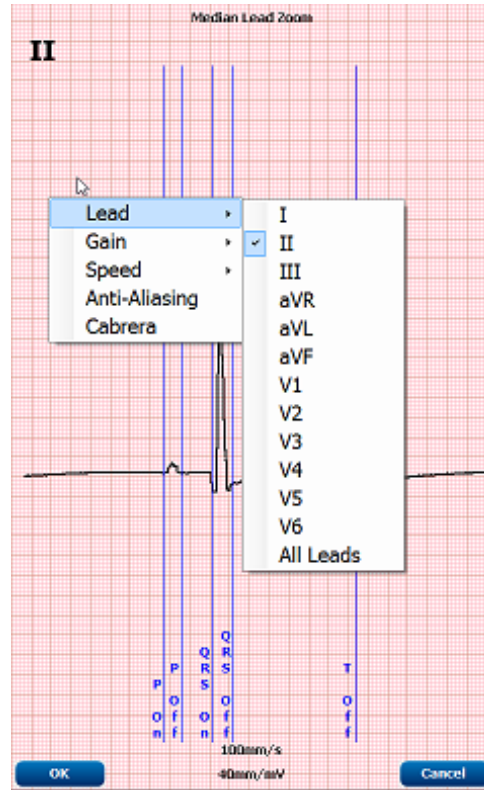 Median Lead Zoom
II
Lead
Gain
Speed
Anti-Aliasing
Cabrera
I
II
III
aVR
aVL
aVF
V1
V2
V3
V4
V5
V6
All Leads
P On
P Off
QRS On
QRS Off
T Off
100mm/s
OK
40mm/mV
Cancel